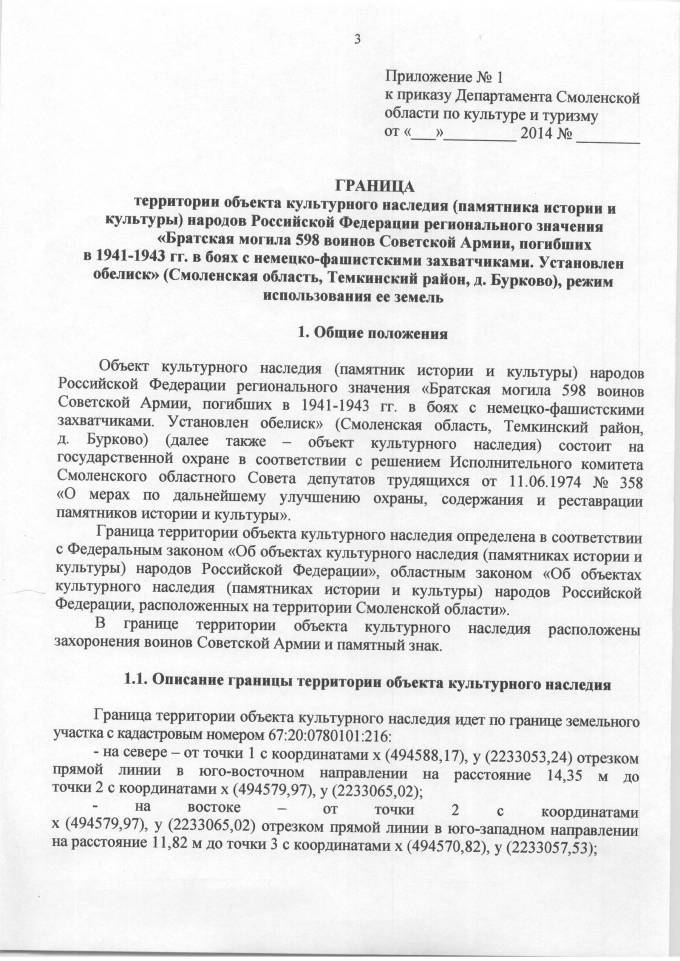 3
Приложение № 1
к приказу Департамента Смоленской
области по культуре и туризму
от «___»_________ 2014 № ________
ГРАНИЦА
территории объекта культурного наследия (памятника истории и
культуры) народов Российской Федерации регионального значения
«Братская могила 598 воинов Советской Армии, погибших
в 1941-1943 гг. в боях с немецко-фашистскими захватчиками. Установлен
обелиск» (Смоленская область, Темкинский район, д. Бурково), режим
использования ее земель
1. Общие положения
Объект культурного наследия (памятник истории и культуры) народов
Российской Федерации регионального значения «Братская могила 598 воинов
Советской Армии, погибших в 1941-1943 гг. в боях с немецко-фашистскими
захватчиками. Установлен обелиск» (Смоленская область, Темкинский район,
д. Бурково) (далее также – объект культурного наследия) состоит на
государственной охране в соответствии с решением Исполнительного комитета
Смоленского областного Совета депутатов трудящихся от 11.06.1974 № 358
«О мерах по дальнейшему улучшению охраны, содержания и реставрации
памятников истории и культуры».
Граница территории объекта культурного наследия определена в соответствии
с Федеральным законом «Об объектах культурного наследия (памятниках истории и
культуры) народов Российской Федерации», областным законом «Об объектах
культурного наследия (памятниках истории и культуры) народов Российской
Федерации, расположенных на территории Смоленской области».
В границе территории объекта культурного наследия расположены
захоронения воинов Советской Армии и памятный знак.
1.1. Описание границы территории объекта культурного наследия
Граница территории объекта культурного наследия идет по границе земельного
участка с кадастровым номером 67:20:0780101:216:
- на севере – от точки 1 с координатами х (494588,17), у (2233053,24) отрезком
прямой линии в юго-восточном направлении на расстояние 14,35 м до
точки 2 с координатами х (494579,97), у (2233065,02);
- на востоке – от точки 2 с координатами
х (494579,97), у (2233065,02) отрезком прямой линии в юго-западном направлении
на расстояние 11,82 м до точки 3 с координатами х (494570,82), у (2233057,53);